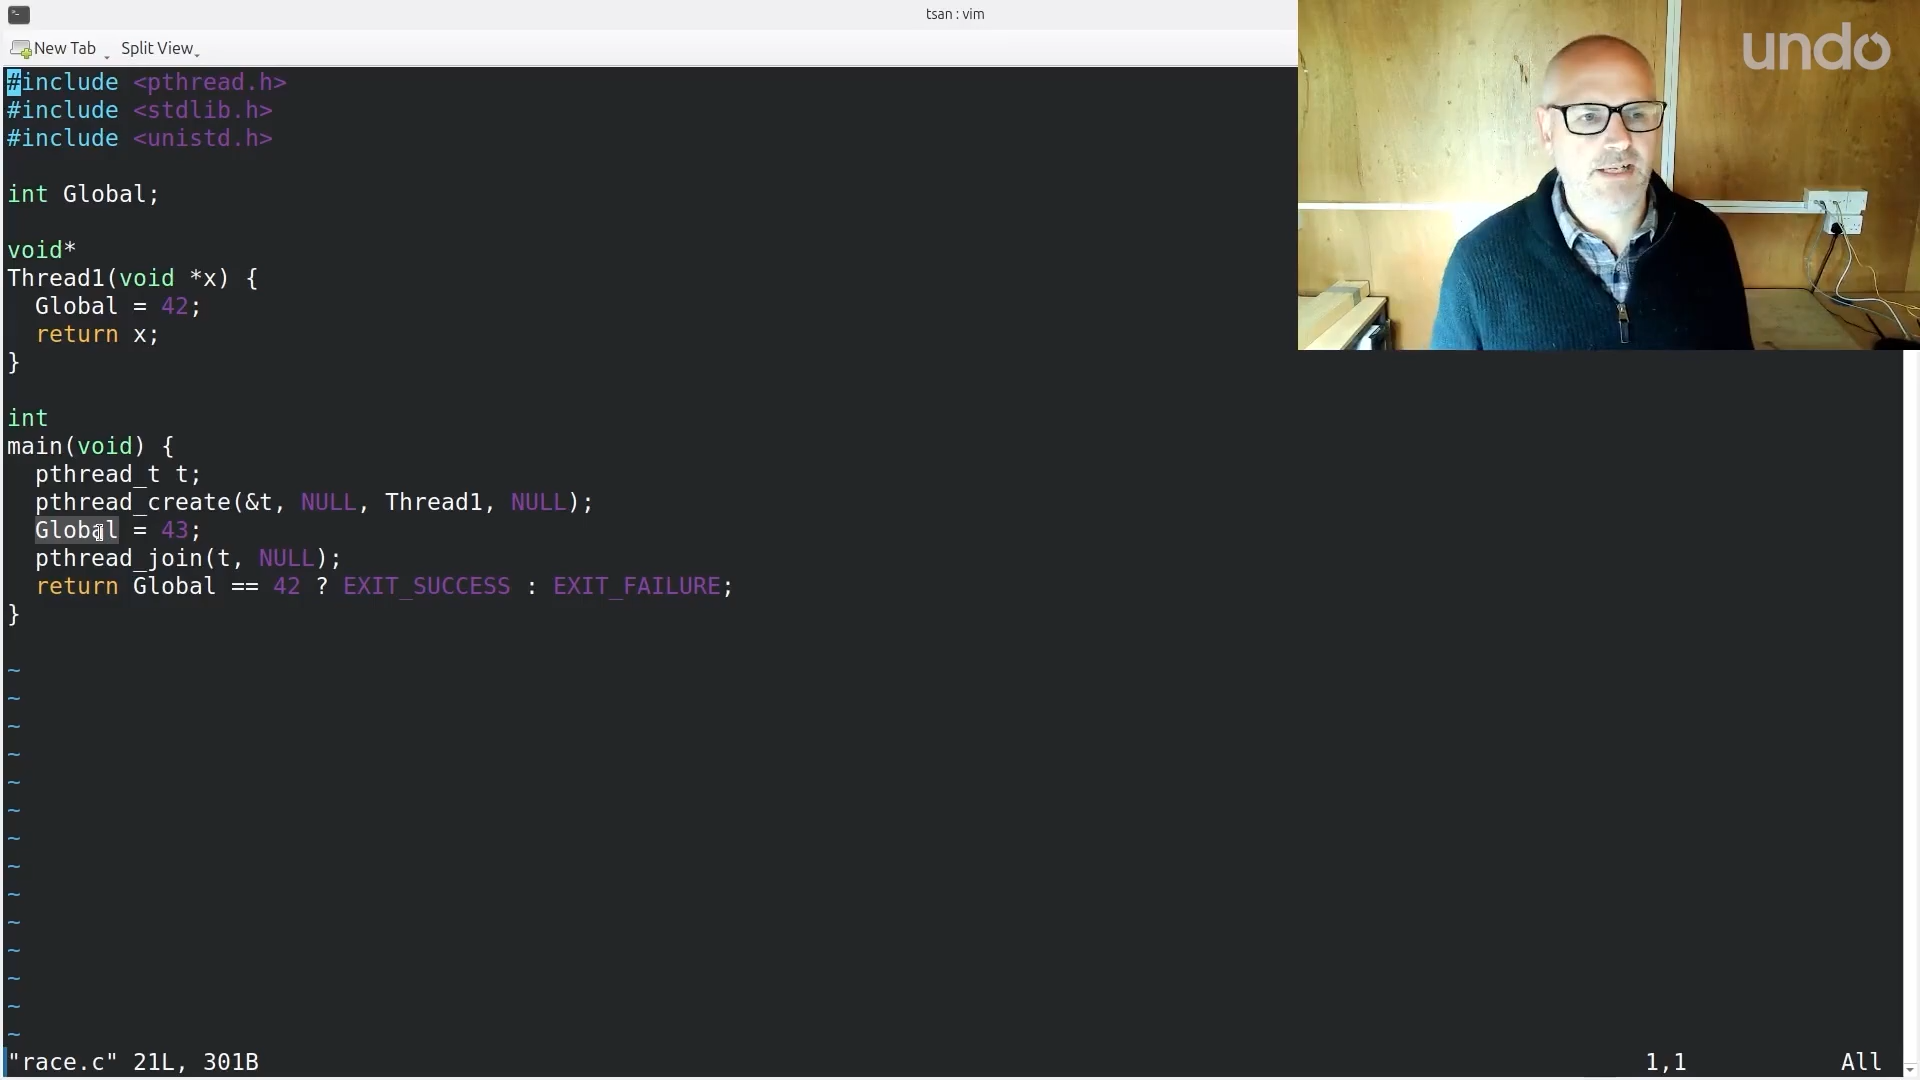 tsan : vim
New Tab Split View
undo
#include <pthread.h>
#include <stdlib.h>
#include <unistd.h>
int Global;
void*
Thread1(void *x) {
  Global = 42;
  return x;
}
int
main(void) {
  pthread_t t;
  pthread_create(&t, NULL, Thread1, NULL);
  Global = 43;
  pthread_join(t, NULL);
  return Global == 42 ? EXIT_SUCCESS : EXIT_FAILURE;
}
~
~
~
~
~
~
~
~
~
~
~
~
~
~
"race.c" 21L, 301B 1,1 All